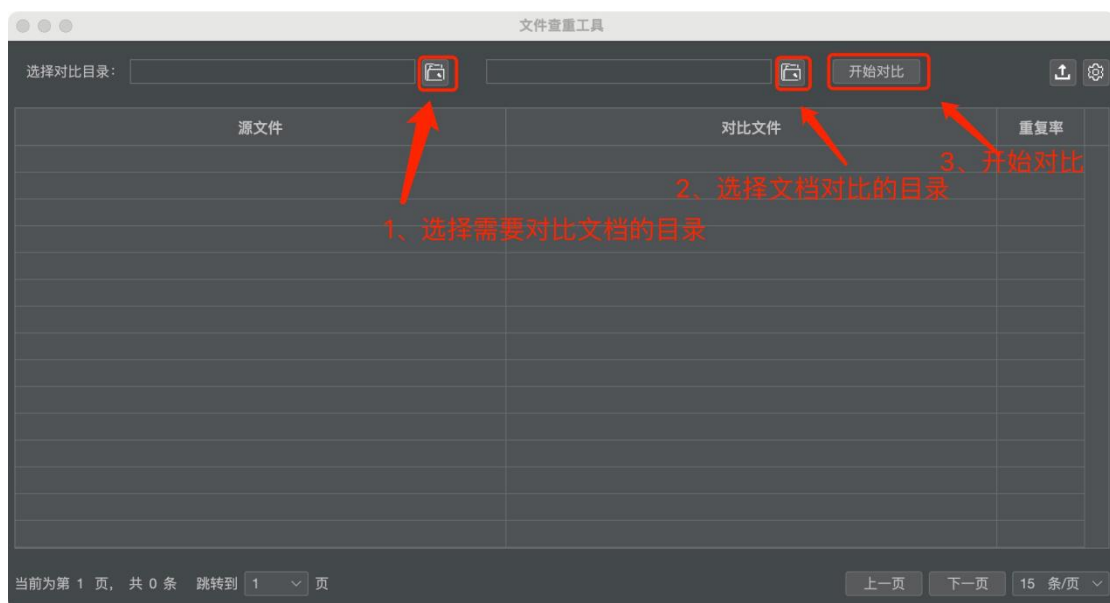 文件查重工具
选择对比目录：
开始对比
源文件 对比文件 重复率
3、开始对比
2、选择文档对比的目录
1、选择需要对比文档的目录
当前为第 1 页， 共 0 条 跳转到 1 页 上一页 下一页 15 条/页